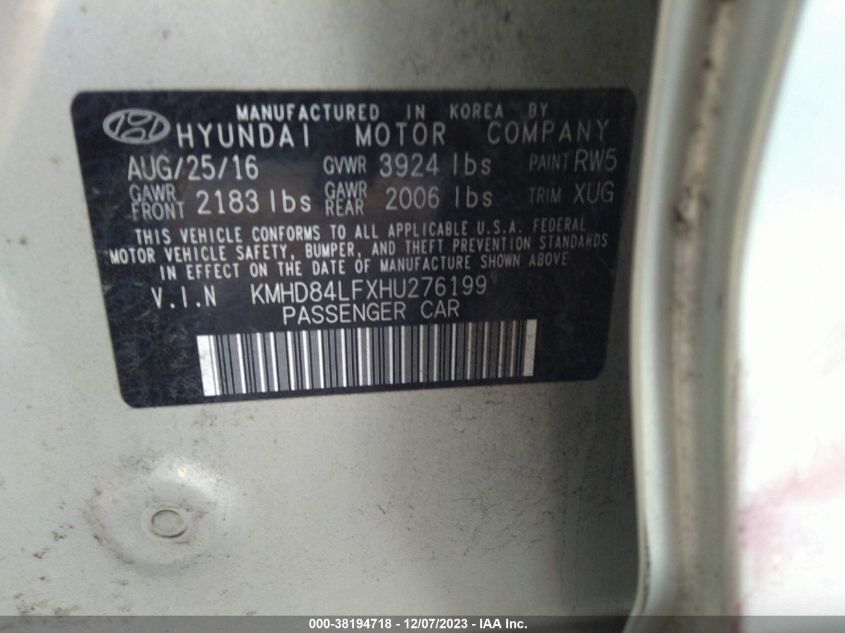 MANUFACTURED IN KOREA BY
HYUNDAI MOTOR COMPANY
AUG/25/16 GVWR 3924 lbs PAINT RW5
GAWR FRONT 2183 lbs GAWR REAR 2006 lbs TRIM XUG
THIS VEHICLE CONFORMS TO ALL APPLICABLE U.S.A. FEDERAL
MOTOR VEHICLE SAFETY, BUMPER, AND THEFT PREVENTION STANDARDS
IN EFFECT ON THE DATE OF MANUFACTURE SHOWN ABOVE.
V.I.N KMHD84LFXHU276199
PASSENGER CAR
000-38194718 - 12/07/2023 - IAA Inc.